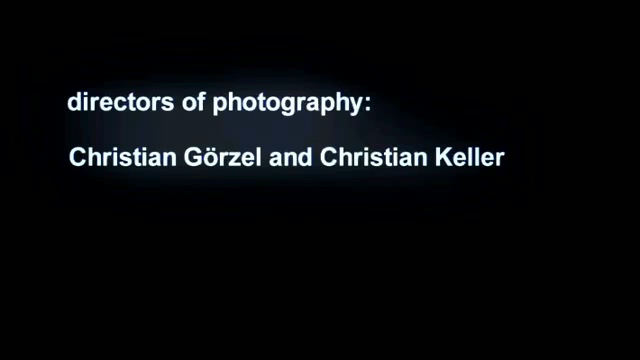 directors of photography:
Christian Görzel and Christian Keller